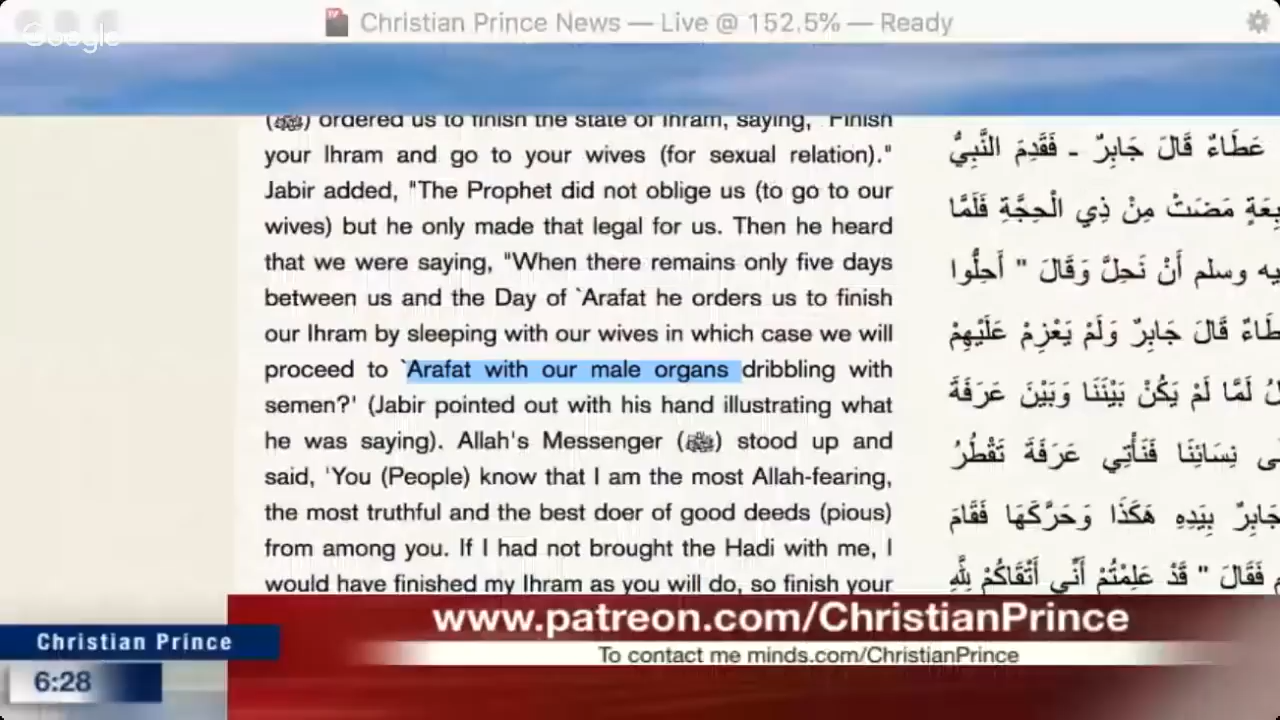 Christian Prince News — Live @ 152.5% — Ready
Google
(ﷺ) ordered us to finish the state of Ihram, saying, "Finish
your Ihram and go to your wives (for sexual relation)."
Jabir added, "The Prophet did not oblige us (to go to our
wives) but he only made that legal for us. Then he heard
that we were saying, "When there remains only five days
between us and the Day of `Arafat he orders us to finish
our Ihram by sleeping with our wives in which case we will
proceed to `Arafat with our male organs dribbling with
semen?' (Jabir pointed out with his hand illustrating what
he was saying). Allah's Messenger (ﷺ) stood up and
said, 'You (People) know that I am the most Allah-fearing,
the most truthful and the best doer of good deeds (pious)
from among you. If I had not brought the Hadi with me, I
would have finished my Ihram as you will do, so finish your
عَطَاءٌ قَالَ جَابِرٌ ـ فَقَدِمَ النَّبِيُّ
مَضَتْ مِنْ ذِي الْحِجَّةِ فَلَمَّا
وسلم أَنْ نَحِلَّ وَقَالَ " أَحِلُّوا
قَالَ جَابِرٌ وَلَمْ يَعْزِمْ عَلَيْهِمْ
لَمَّا لَمْ يَكُنْ بَيْنَنَا وَبَيْنَ عَرَفَةَ
نِسَائِنَا فَنَأْتِي عَرَفَةَ تَقْطُرُ
جَابِرٌ بِيَدِهِ هَكَذَا وَحَرَّكَهَا فَقَامَ
فَقَالَ " قَدْ عَلِمْتُمْ أَنِّي أَتْقَاكُمْ لِلَّهِ
www.patreon.com/ChristianPrince
To contact me minds.com/ChristianPrince
Christian Prince
6:28